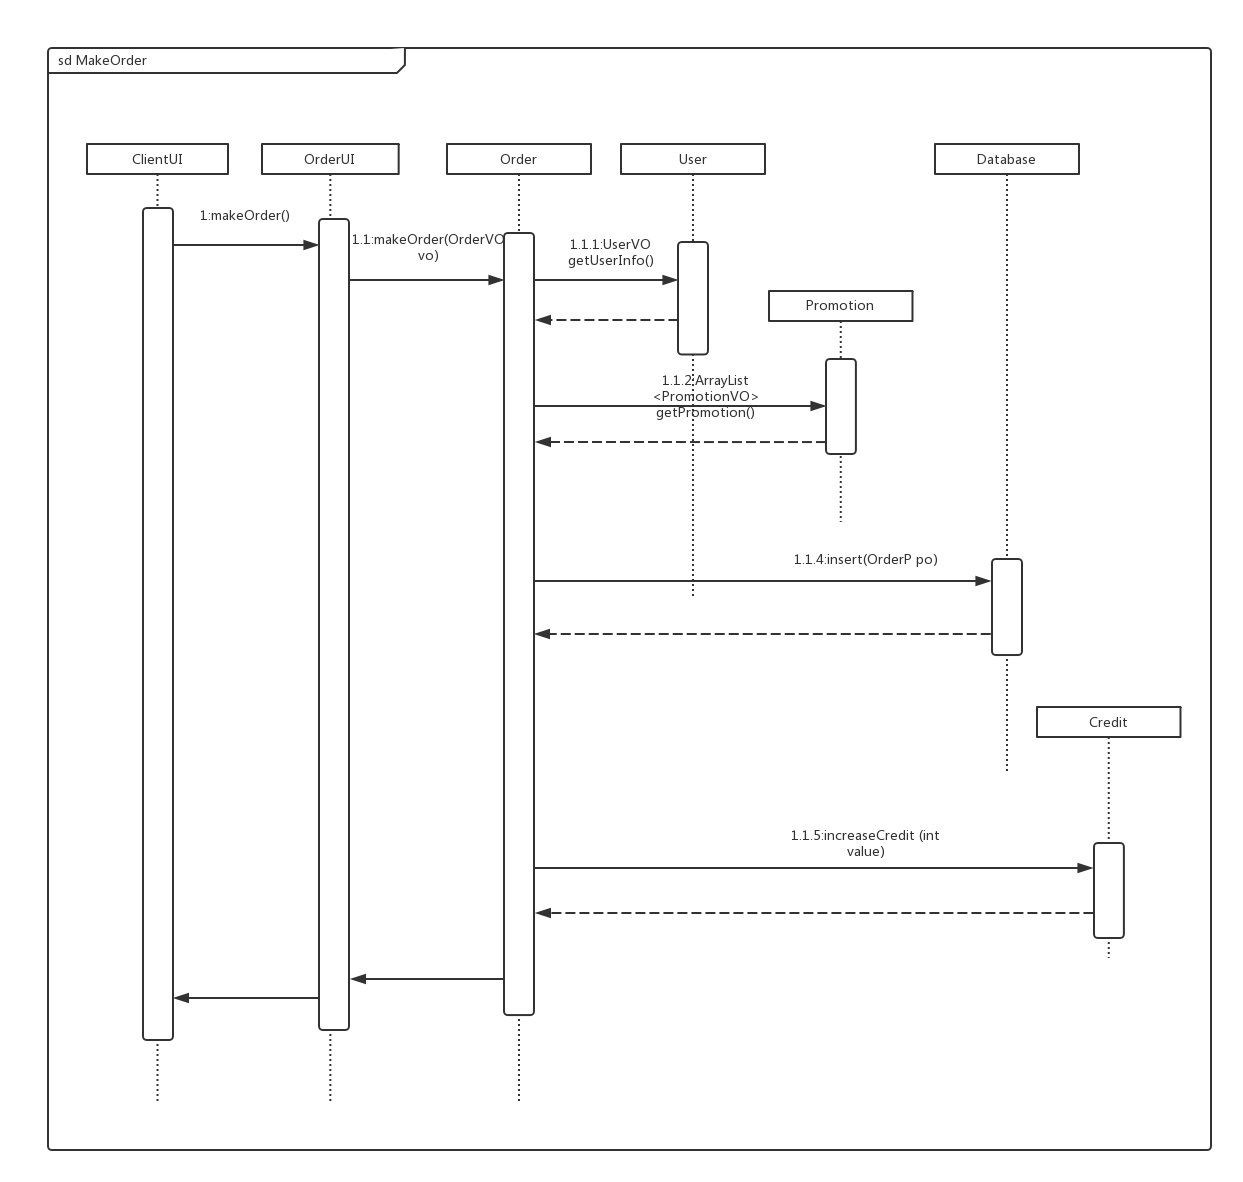 sd MakeOrder
ClientUI
OrderUI
Order
User
Database
1:makeOrder()
1.1:makeOrder(OrderVO
vo)
1.1.1:UserVO
getUserInfo()
Promotion
1.1.2:ArrayList
<PromotionVO>
getPromotion()
1.1.4:insert(OrderP po)
Credit
1.1.5:increaseCredit (int
value)